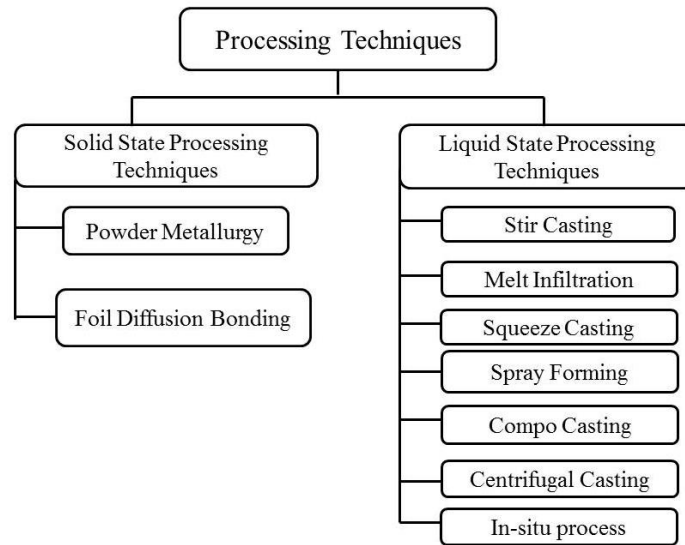 Processing Techniques
Solid State Processing
Techniques
Powder Metallurgy
Foil Diffusion Bonding
Liquid State Processing
Techniques
Stir Casting
Melt Infiltration
Squeeze Casting
Spray Forming
Compo Casting
Centrifugal Casting
In-situ process